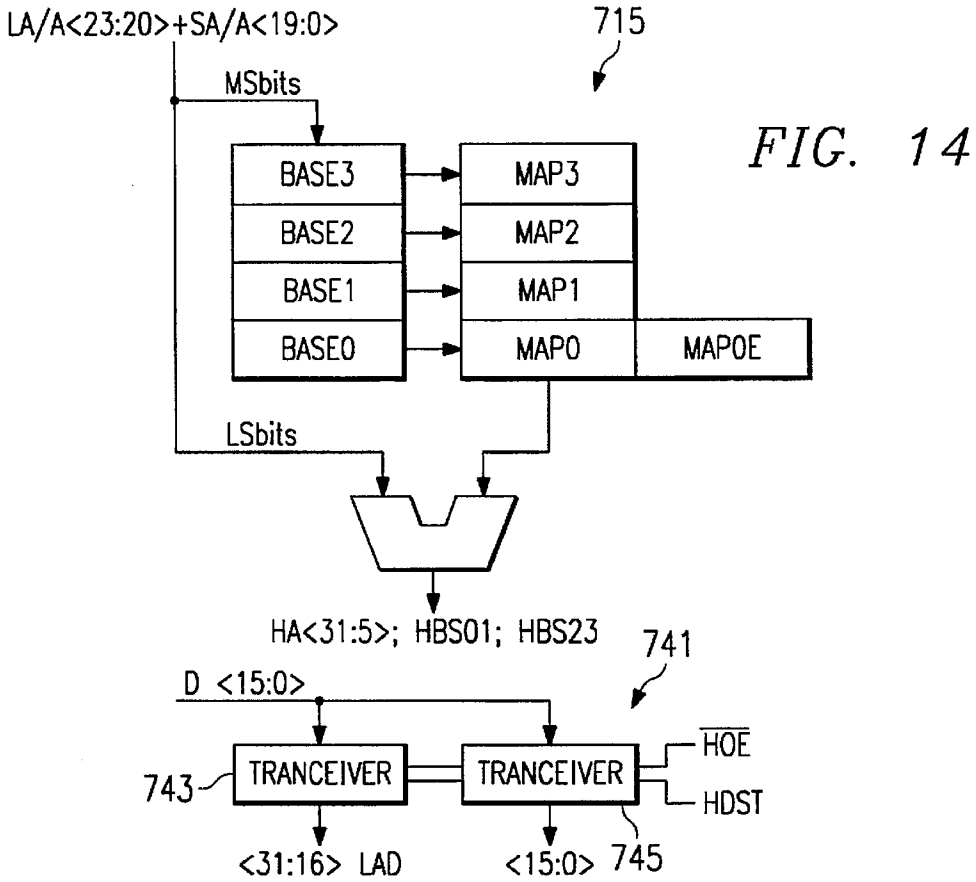 LA/A<23:20>+SA/A<19:0>
715
MSbits
FIG. 14
BASE3 MAP3
BASE2 MAP2
BASE1 MAP1
BASE0 MAP0 MAP0E
LSbits
HA<31:5>; HBS01; HBS23
741
D <15:0>
HOE
TRANCEIVER TRANCEIVER
743
HDST
<31:16> LAD <15:0> 745